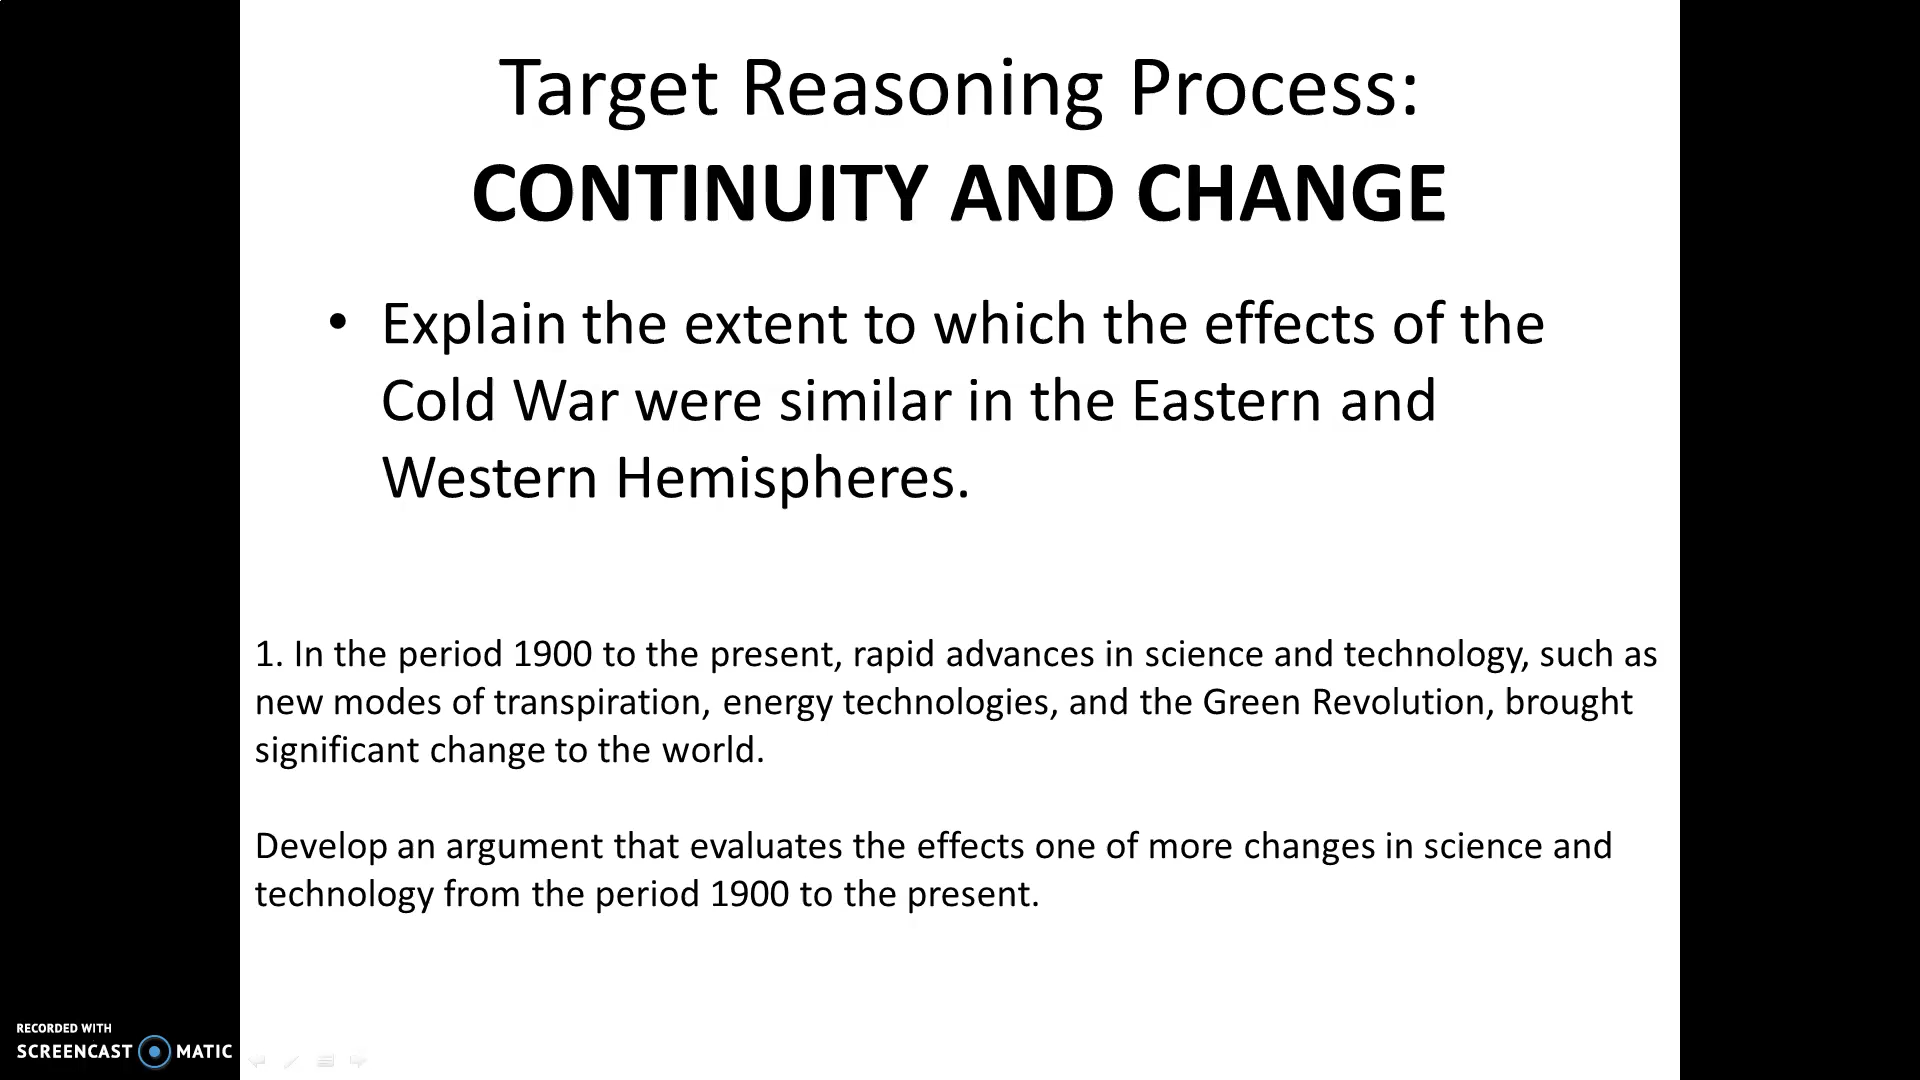 Target Reasoning Process:
CONTINUITY AND CHANGE
• Explain the extent to which the effects of the
Cold War were similar in the Eastern and
Western Hemispheres.
1. In the period 1900 to the present, rapid advances in science and technology, such as
new modes of transpiration, energy technologies, and the Green Revolution, brought
significant change to the world.
Develop an argument that evaluates the effects one of more changes in science and
technology from the period 1900 to the present.
RECORDED WITH
SCREENCAST MATIC